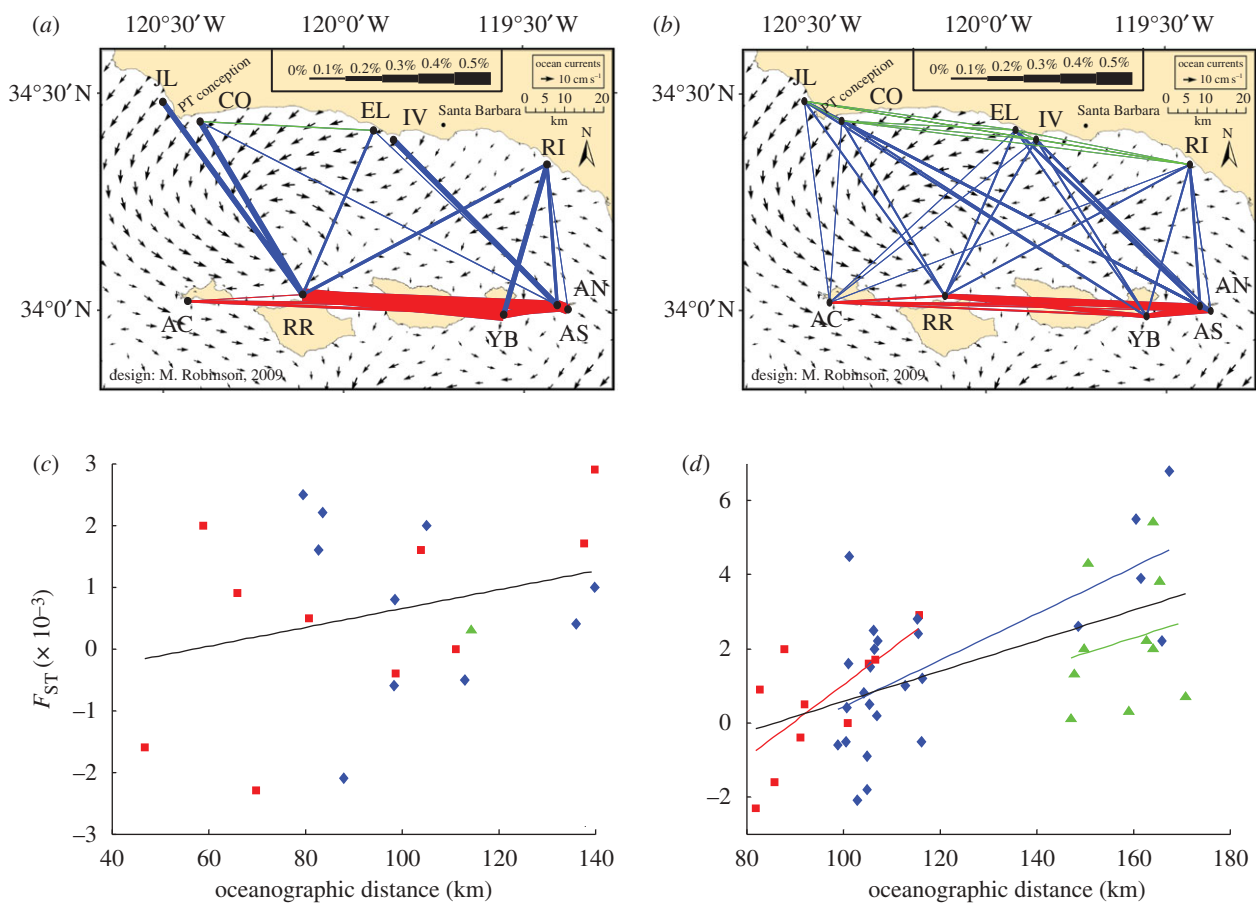 (a) 120°30′W 120°0′W 119°30′W
34°30′N
34°0′N
0% 0.1% 0.2% 0.3% 0.4% 0.5%
ocean currents
10 cm s⁻¹
0 5 10 20
km
N
JL
PT conception
CO
EL
IV
Santa Barbara
RI
AC
RR
YB
AN
AS
design: M. Robinson, 2009
(b) 120°30′W 120°0′W 119°30′W
34°30′N
34°0′N
0% 0.1% 0.2% 0.3% 0.4% 0.5%
ocean currents
10 cm s⁻¹
0 5 10 20
km
N
JL
PT conception
CO
EL
IV
Santa Barbara
RI
AC
RR
YB
AN
AS
design: M. Robinson, 2009
(c)
3
2
1
0
−1
−2
−3
F_ST (× 10⁻³)
40 60 80 100 120 140
oceanographic distance (km)
(d)
6
4
2
0
−2
80 100 120 140 160 180
oceanographic distance (km)